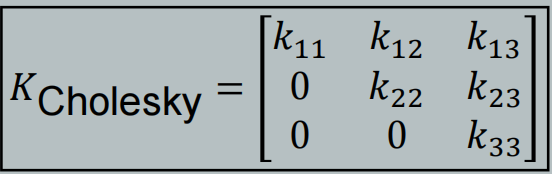 k₁₁ k₁₂ k₁₃
K_Cholesky = 0 k₂₂ k₂₃
0 0 k₃₃